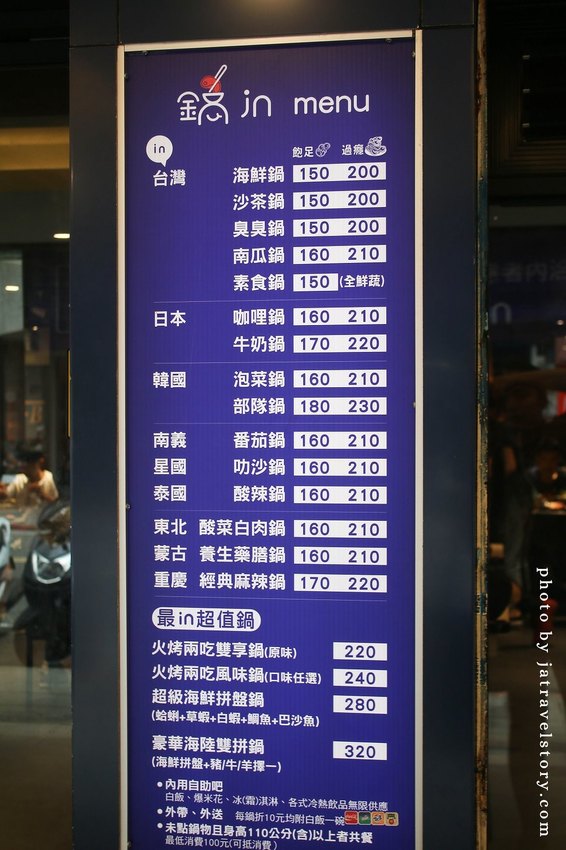 鍋in menu
in
飽足 過癮
台灣 海鮮鍋 150 200
沙茶鍋 150 200
臭臭鍋 150 200
南瓜鍋 160 210
素食鍋 150 (全鮮蔬)
日本 咖哩鍋 160 210
牛奶鍋 170 220
韓國 泡菜鍋 160 210
部隊鍋 180 230
南義 番茄鍋 160 210
星國 叻沙鍋 160 210
泰國 酸辣鍋 160 210
東北 酸菜白肉鍋 160 210
蒙古 養生藥膳鍋 160 210
重慶 經典麻辣鍋 170 220
最in超值鍋
火烤兩吃雙享鍋(原味) 220
火烤兩吃風味鍋(口味任選) 240
超級海鮮拼盤鍋 280
(蛤蜊+草蝦+白蝦+鯛魚+巴沙魚)
豪華海陸雙拼鍋 320
(海鮮拼盤+豬/牛/羊擇一)
•內用自助吧
白飯、爆米花、冰(霜)淇淋、各式冷熱飲品無限供應
•外帶、外送 每鍋折10元均附白飯一碗
•未點鍋物且身高110公分(含)以上者共餐
最低消費100元(可抵消費)
photo by jatravelstory.com